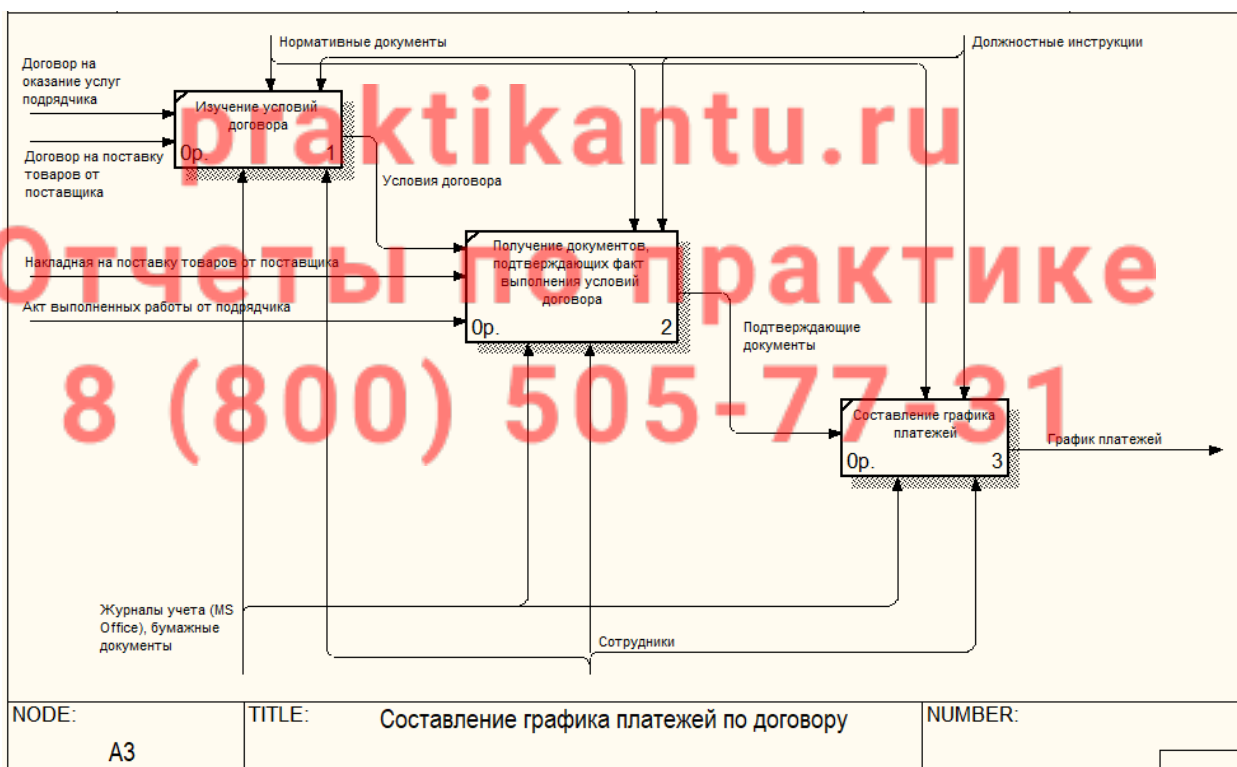 Нормативные документы
Должностные инструкции
Договор на
оказание услуг
подрядчика
Изучение условий
договора
0р.
1
praktikantu.ru
Договор на поставку
товаров от
поставщика
Условия договора
Получение документов,
подтверждающих факт
выполнения условий
договора
0р.
2
Накладная на поставку товаров от поставщика
Отчеты по практике
Акт выполненных работы от подрядчика
Подтверждающие
документы
8 (800) 505-77-31
Составление графика
платежей
0р.
3
График платежей
Журналы учета (MS
Office), бумажные
документы
Сотрудники
NODE:
A3
TITLE:
Составление графика платежей по договору
NUMBER: